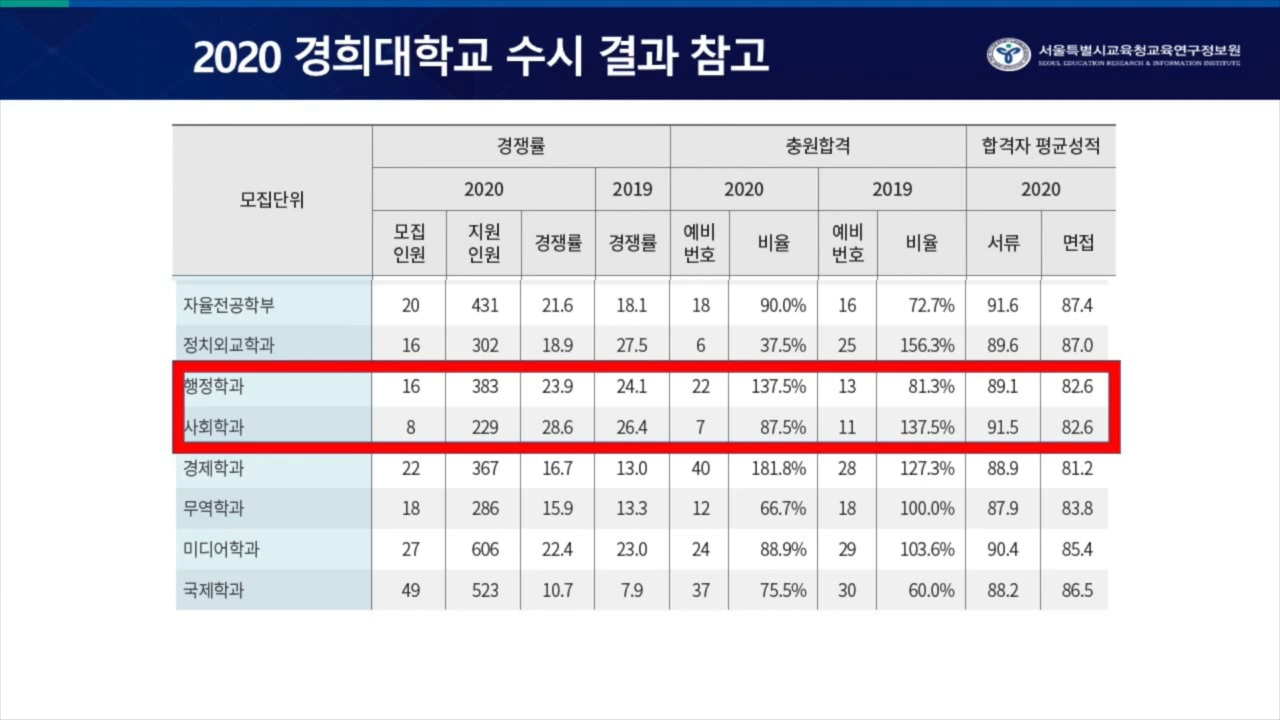 2020 경희대학교 수시 결과 참고
서울특별시교육청교육연구정보원
SEOUL EDUCATION RESEARCH & INFORMATION INSTITUTE
모집단위 경쟁률 충원합격 합격자 평균성적
2020 2019 2020 2019 2020
모집인원 지원인원 경쟁률 경쟁률 예비번호 비율 예비번호 비율 서류 면접
자율전공학부 20 431 21.6 18.1 18 90.0% 16 72.7% 91.6 87.4
정치외교학과 16 302 18.9 27.5 6 37.5% 25 156.3% 89.6 87.0
행정학과 16 383 23.9 24.1 22 137.5% 13 81.3% 89.1 82.6
사회학과 8 229 28.6 26.4 7 87.5% 11 137.5% 91.5 82.6
경제학과 22 367 16.7 13.0 40 181.8% 28 127.3% 88.9 81.2
무역학과 18 286 15.9 13.3 12 66.7% 18 100.0% 87.9 83.8
미디어학과 27 606 22.4 23.0 24 88.9% 29 103.6% 90.4 85.4
국제학과 49 523 10.7 7.9 37 75.5% 30 60.0% 88.2 86.5